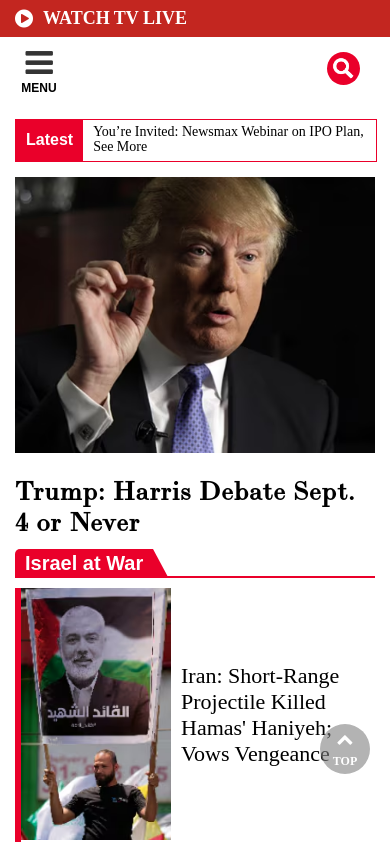 WATCH TV LIVE
MENU
Latest
You’re Invited: Newsmax Webinar on IPO Plan,
See More
Trump: Harris Debate Sept.
4 or Never
Israel at War
القائد الشهيد
Iran: Short-Range
Projectile Killed
Hamas' Haniyeh;
Vows Vengeance
TOP